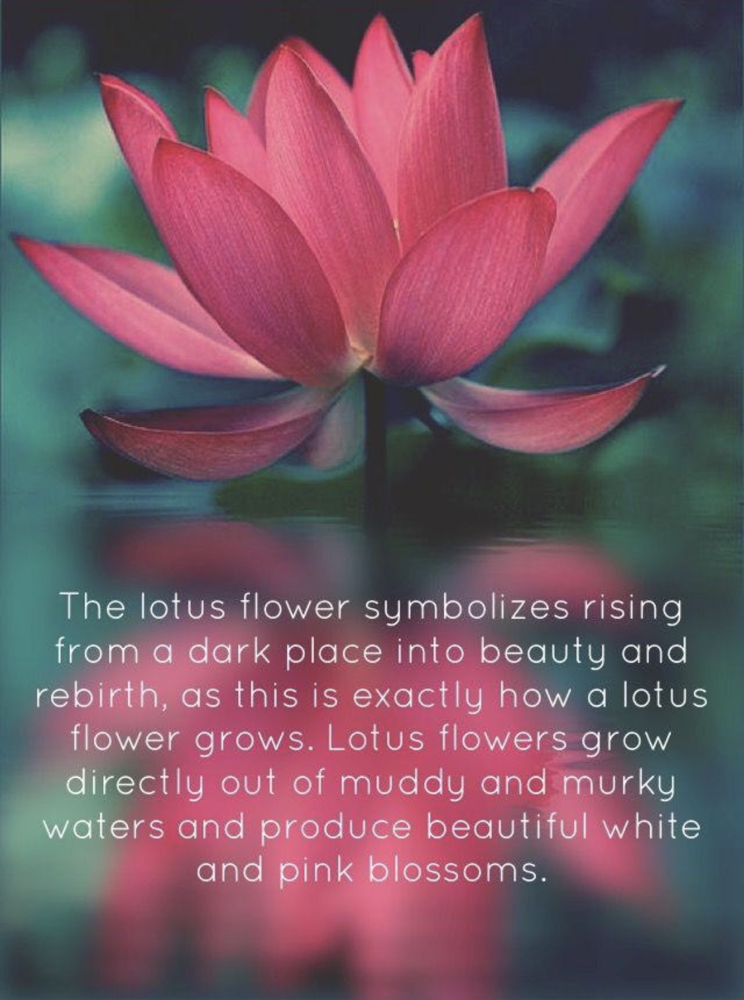 The lotus flower symbolizes rising
from a dark place into beauty and
rebirth, as this is exactly how a lotus
flower grows. Lotus flowers grow
directly out of muddy and murky
waters and produce beautiful white
and pink blossoms.